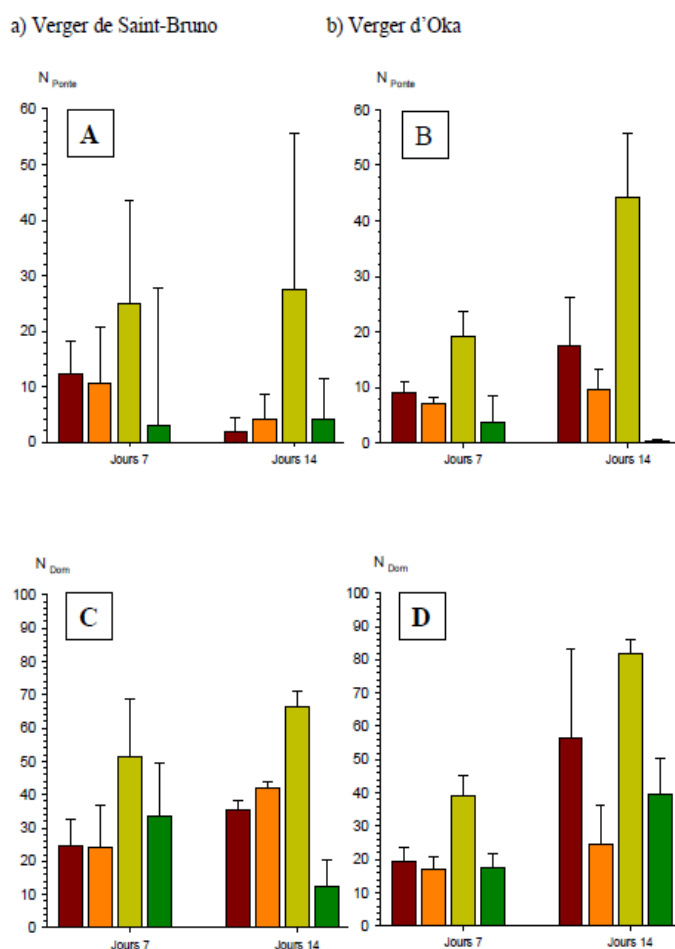 a) Verger de Saint-Bruno b) Verger d'Oka
N Ponte N Ponte
A B
60 60
50 50
40 40
30 30
20 20
10 10
0 0
Jours 7 Jours 14 Jours 7 Jours 14
N Dom N Dom
C D
100 100
90 90
80 80
70 70
60 60
50 50
40 40
30 30
20 20
10 10
0 0
Jours 7 Jours 14 Jours 7 Jours 14